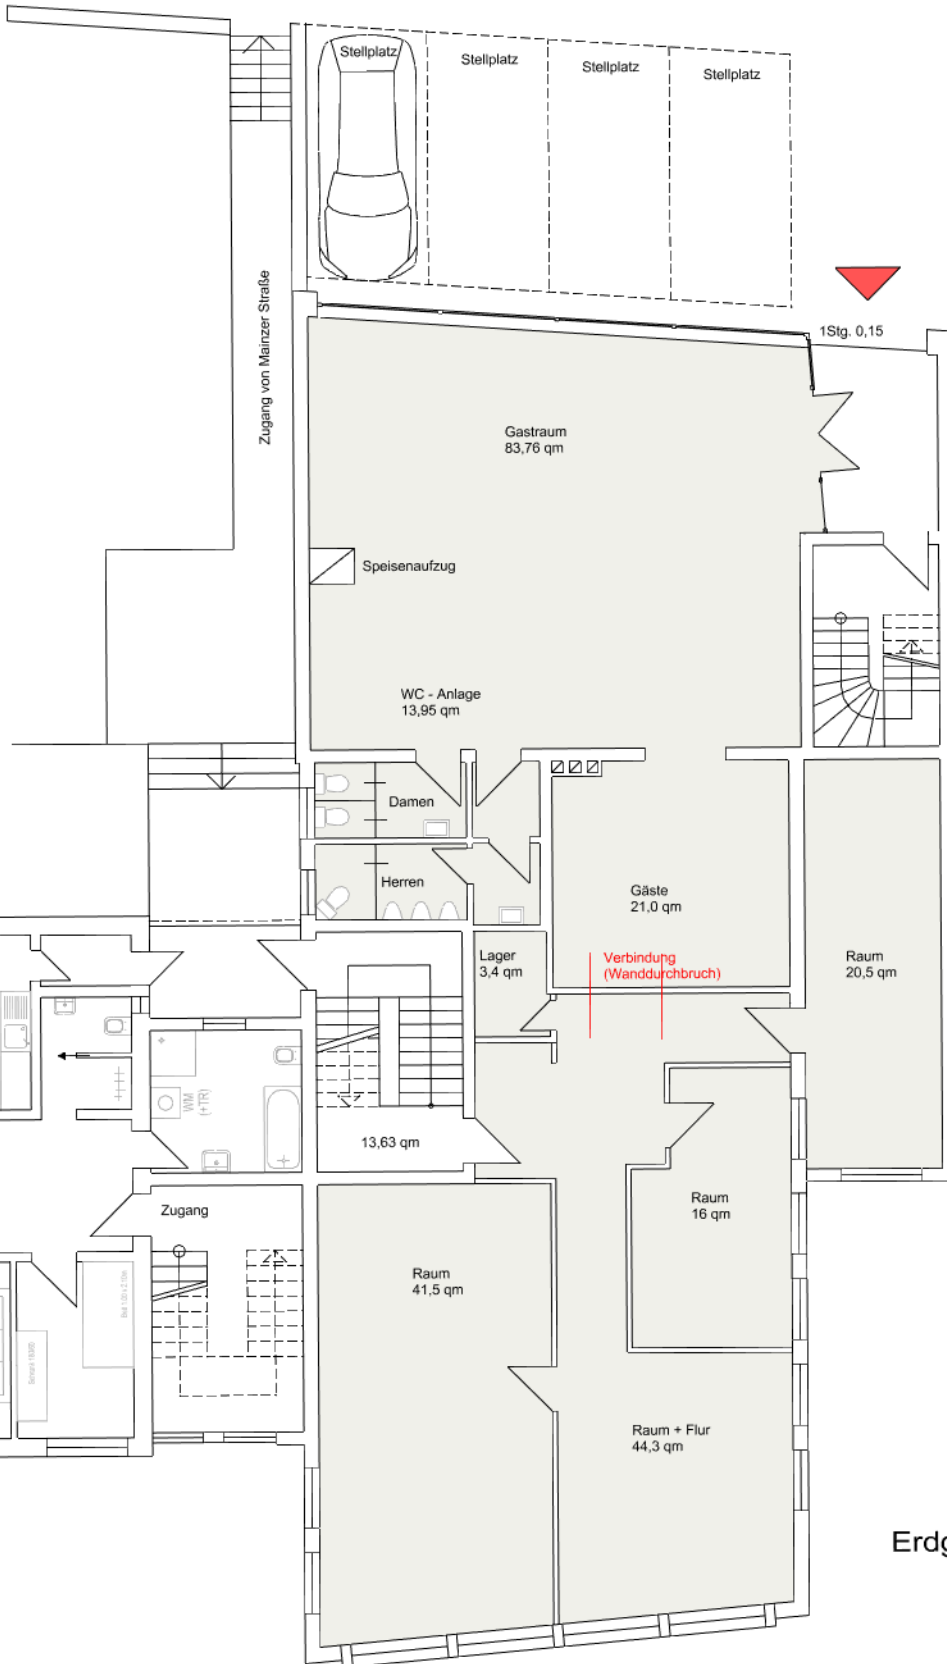 Stellplatz
Stellplatz
Stellplatz
Stellplatz
Zugang von Mainzer Straße
1Stg. 0,15
Gastraum
83,76 qm
Speisenaufzug
WC - Anlage
13,95 qm
Damen
Herren
Gäste
21,0 qm
Lager
3,4 qm
Verbindung
(Wanddurchbruch)
Raum
20,5 qm
WM
(+TR)
13,63 qm
Zugang
Raum
16 qm
Raum
41,5 qm
Raum + Flur
44,3 qm
Erdg